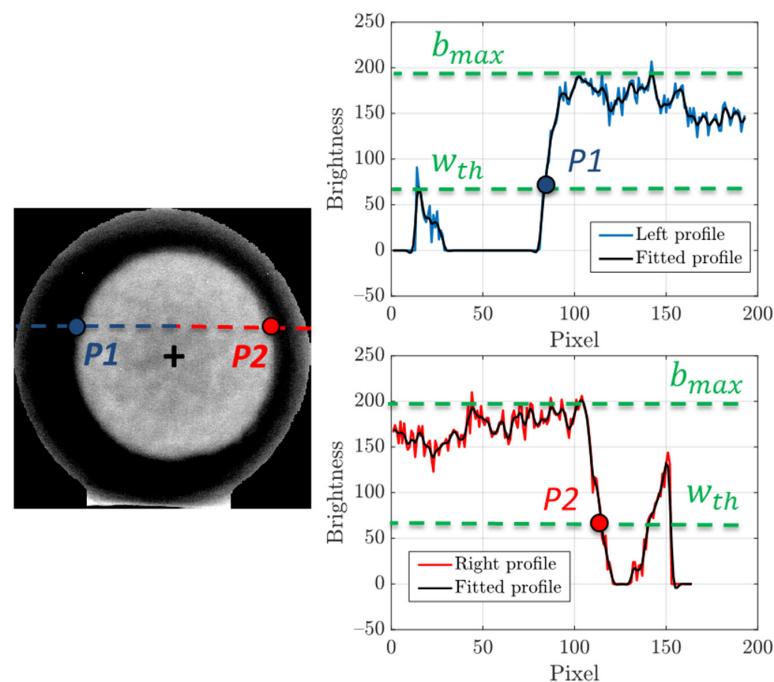 P1
P2
+
250
200
150
100
50
0
−50
Brightness
b_max
w_th
P1
Left profile
Fitted profile
0 50 100 150 200
Pixel
250
200
150
100
50
0
−50
Brightness
b_max
P2
w_th
Right profile
Fitted profile
0 50 100 150 200
Pixel